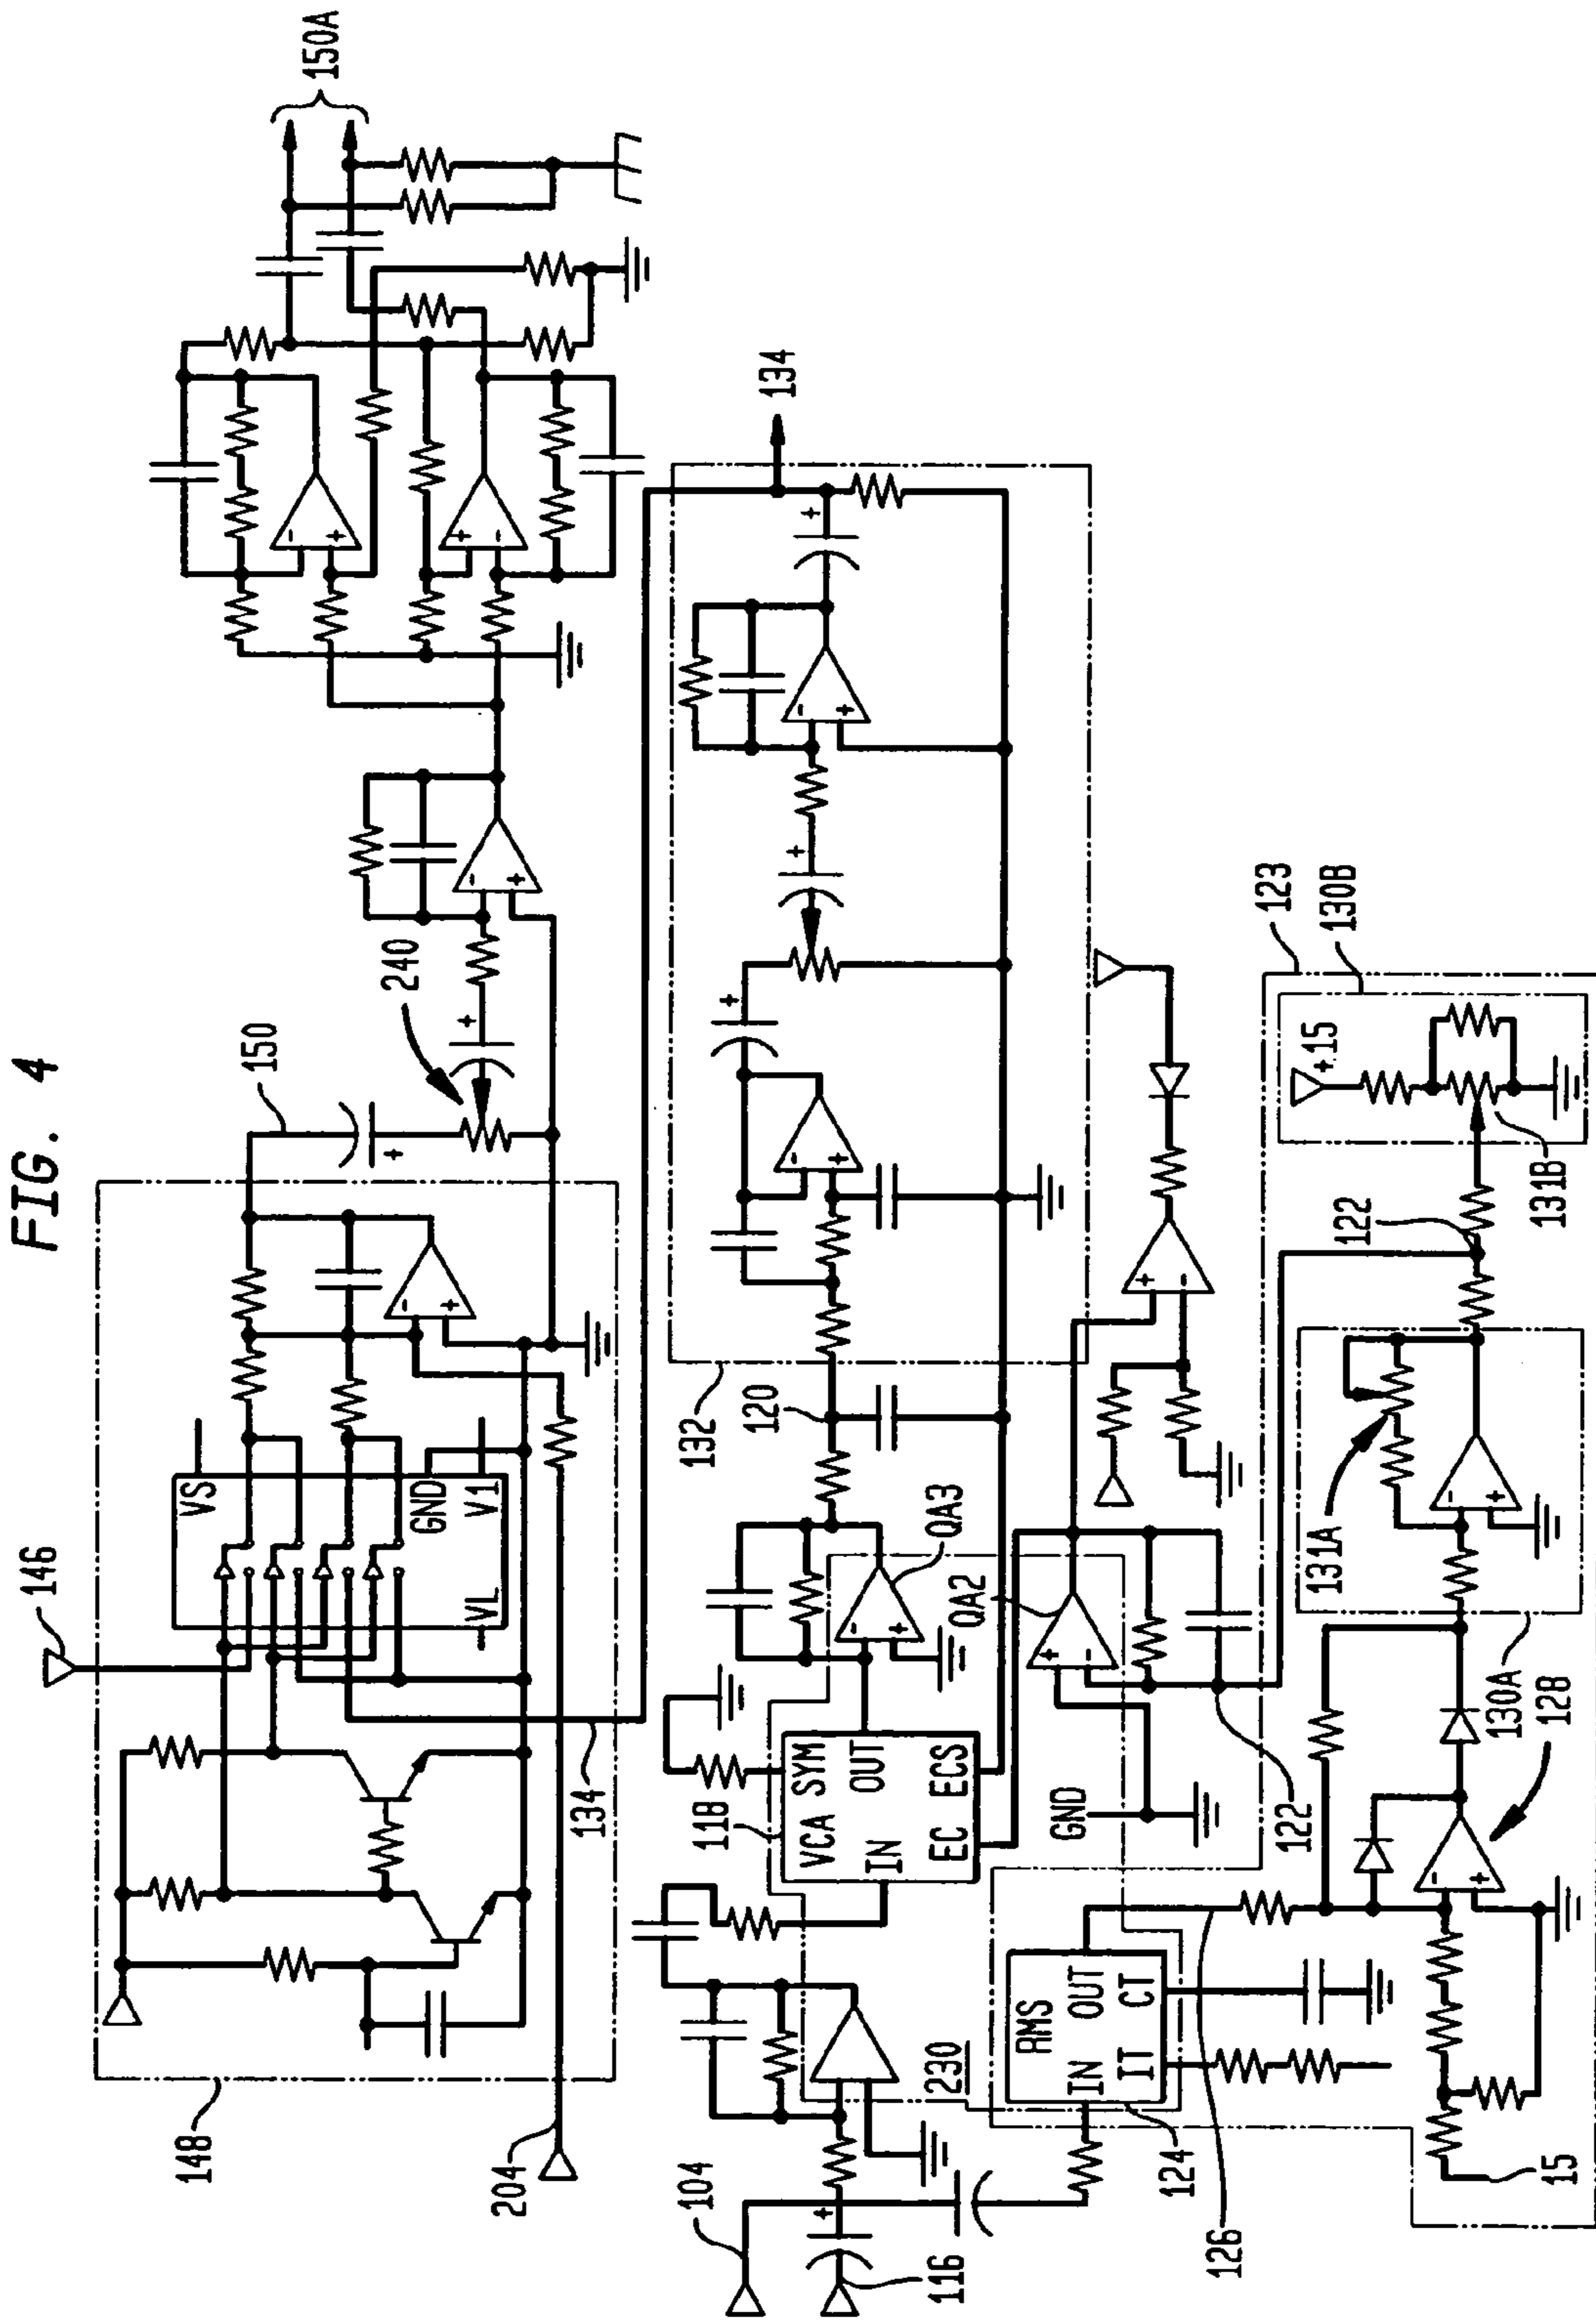 FIG. 4
146
148
VS
GND
V1
VL
134
204
150
240
150A
134
132
120
QA3
QA2
118
VCA
SYM
OUT
IN
EC
ECS
GND
122
230
104
116
RMS
OUT
IN
IT
CT
124
126
15
128
130A
131A
122
131B
+15
130B
123